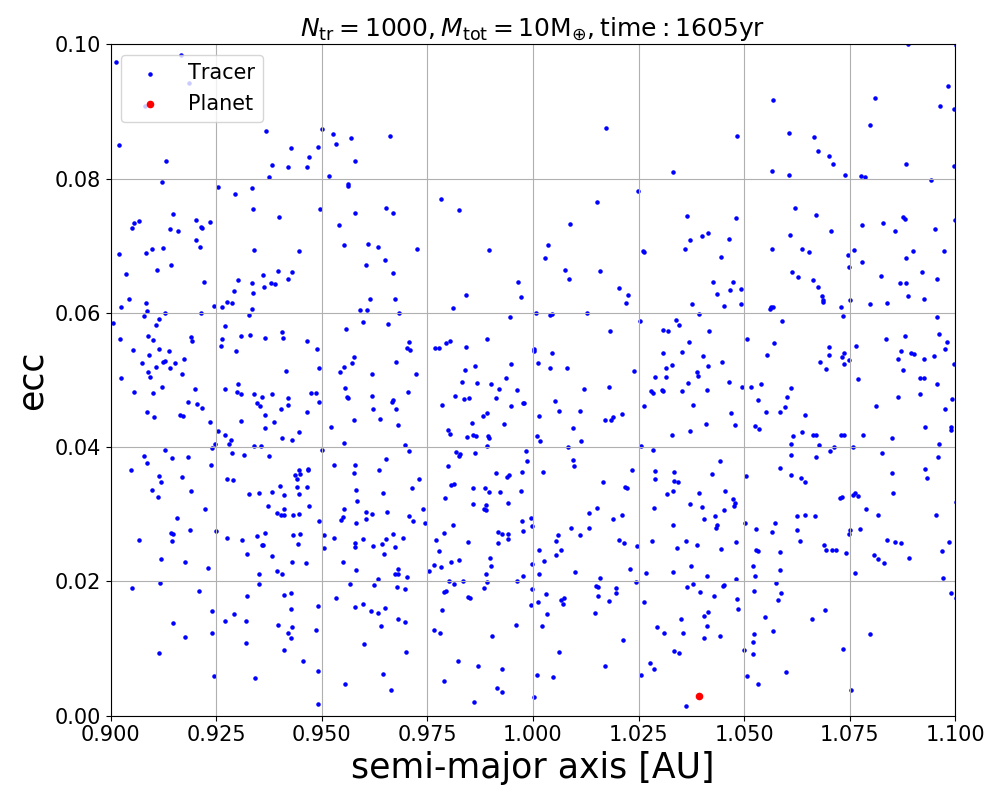 N_tr = 1000, M_tot = 10M_⊕, time : 1605yr
Tracer
Planet
0.10
0.08
0.06
0.04
0.02
0.00
ecc
0.900 0.925 0.950 0.975 1.000 1.025 1.050 1.075 1.100
semi-major axis [AU]